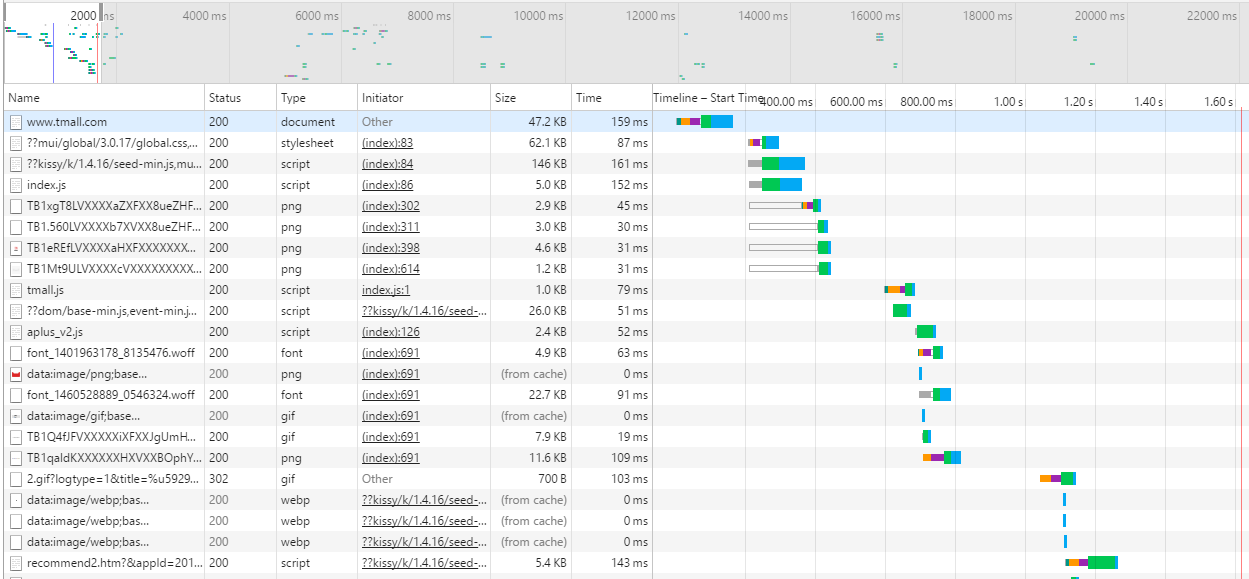 2000 ms 4000 ms 6000 ms 8000 ms 10000 ms 12000 ms 14000 ms 16000 ms 18000 ms 20000 ms 22000 ms
Name Status Type Initiator Size Time Timeline – Start Time 400.00 ms 600.00 ms 800.00 ms 1.00 s 1.20 s 1.40 s 1.60 s
www.tmall.com 200 document Other 47.2 KB 159 ms
??mui/global/3.0.17/global.css,... 200 stylesheet (index):83 62.1 KB 87 ms
??kissy/k/1.4.16/seed-min.js,mu... 200 script (index):84 146 KB 161 ms
index.js 200 script (index):86 5.0 KB 152 ms
TB1xgT8LVXXXXaZXFXX8ueZHF... 200 png (index):302 2.9 KB 45 ms
TB1.560LVXXXXb7XVXX8ueZHF... 200 png (index):311 3.0 KB 30 ms
TB1eREfLVXXXXaHXFXXXXXXX... 200 png (index):398 4.6 KB 31 ms
TB1Mt9ULVXXXXcVXXXXXXXXX... 200 png (index):614 1.2 KB 31 ms
tmall.js 200 script index.js:1 1.0 KB 79 ms
??dom/base-min.js,event-min.j... 200 script ??kissy/k/1.4.16/seed-... 26.0 KB 51 ms
aplus_v2.js 200 script (index):126 2.4 KB 52 ms
font_1401963178_8135476.woff 200 font (index):691 4.9 KB 63 ms
data:image/png;base... 200 png (index):691 (from cache) 0 ms
font_1460528889_0546324.woff 200 font (index):691 22.7 KB 91 ms
data:image/gif;base... 200 gif (index):691 (from cache) 0 ms
TB1Q4fJFVXXXXXiXFXXJgUmH... 200 gif (index):691 7.9 KB 19 ms
TB1qaIdKXXXXXXHXVXXBOphY... 200 png (index):691 11.6 KB 109 ms
2.gif?logtype=1&title=%u5929... 302 gif Other 700 B 103 ms
data:image/webp;bas... 200 webp ??kissy/k/1.4.16/seed-... (from cache) 0 ms
data:image/webp;bas... 200 webp ??kissy/k/1.4.16/seed-... (from cache) 0 ms
data:image/webp;bas... 200 webp ??kissy/k/1.4.16/seed-... (from cache) 0 ms
recommend2.htm?&appId=201... 200 script ??kissy/k/1.4.16/seed-... 5.4 KB 143 ms